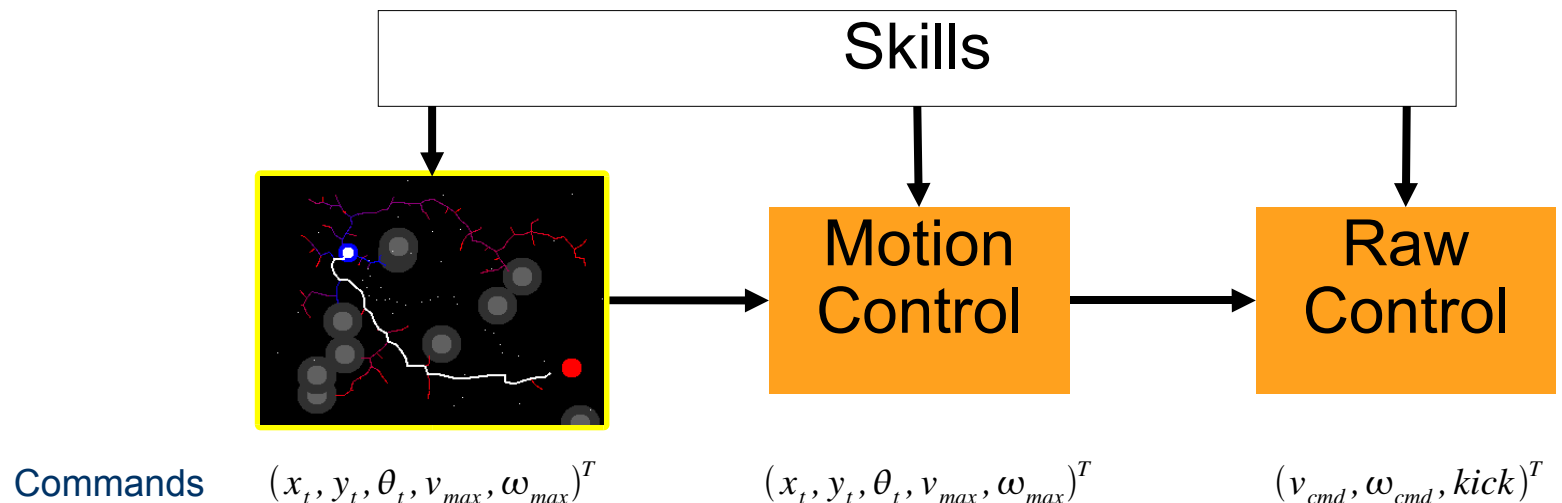 Skills
Motion
Control
Raw
Control
Commands
(x_t, y_t, θ_t, v_max, ω_max)^T
(x_t, y_t, θ_t, v_max, ω_max)^T
(v_cmd, ω_cmd, kick)^T